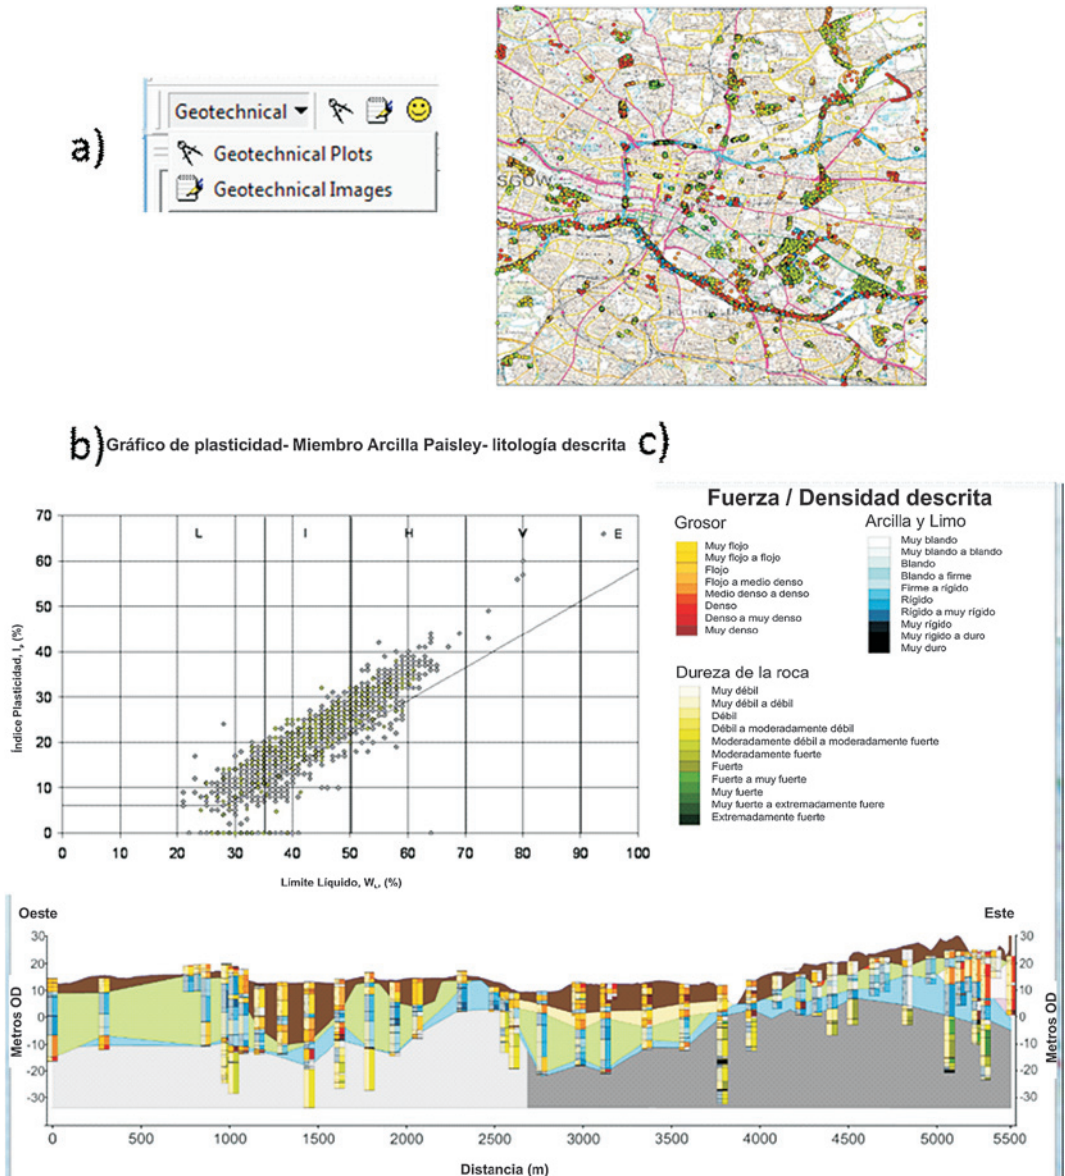 a)
Geotechnical
Geotechnical Plots
Geotechnical Images
b) Gráfico de plasticidad- Miembro Arcilla Paisley- litología descrita
Índice Plasticidad, Iₚ (%)
70
60
50
40
30
20
10
0
L I H V E
0 10 20 30 40 50 60 70 80 90 100
Límite Líquido, Wₗ, (%)
c)
Fuerza / Densidad descrita
Grosor
Muy flojo
Muy flojo a flojo
Flojo
Flojo a medio denso
Medio denso a denso
Denso
Denso a muy denso
Muy denso
Arcilla y Limo
Muy blando
Muy blando a blando
Blando
Blando a firme
Firme a rígido
Rígido
Rígido a muy rígido
Muy rígido
Muy rígido a duro
Muy duro
Dureza de la roca
Muy débil
Muy débil a débil
Débil
Débil a moderadamente débil
Moderadamente débil a moderadamente fuerte
Moderadamente fuerte
Fuerte
Fuerte a muy fuerte
Muy fuerte
Muy fuerte a extremadamente fuere
Extremadamente fuerte
Oeste
Este
Metros OD
30
20
10
0
-10
-20
-30
30
20
10
0
-10
-20
-30
Metros OD
0 500 1000 1500 2000 2500 3000 3500 4000 4500 5000 5500
Distancia (m)